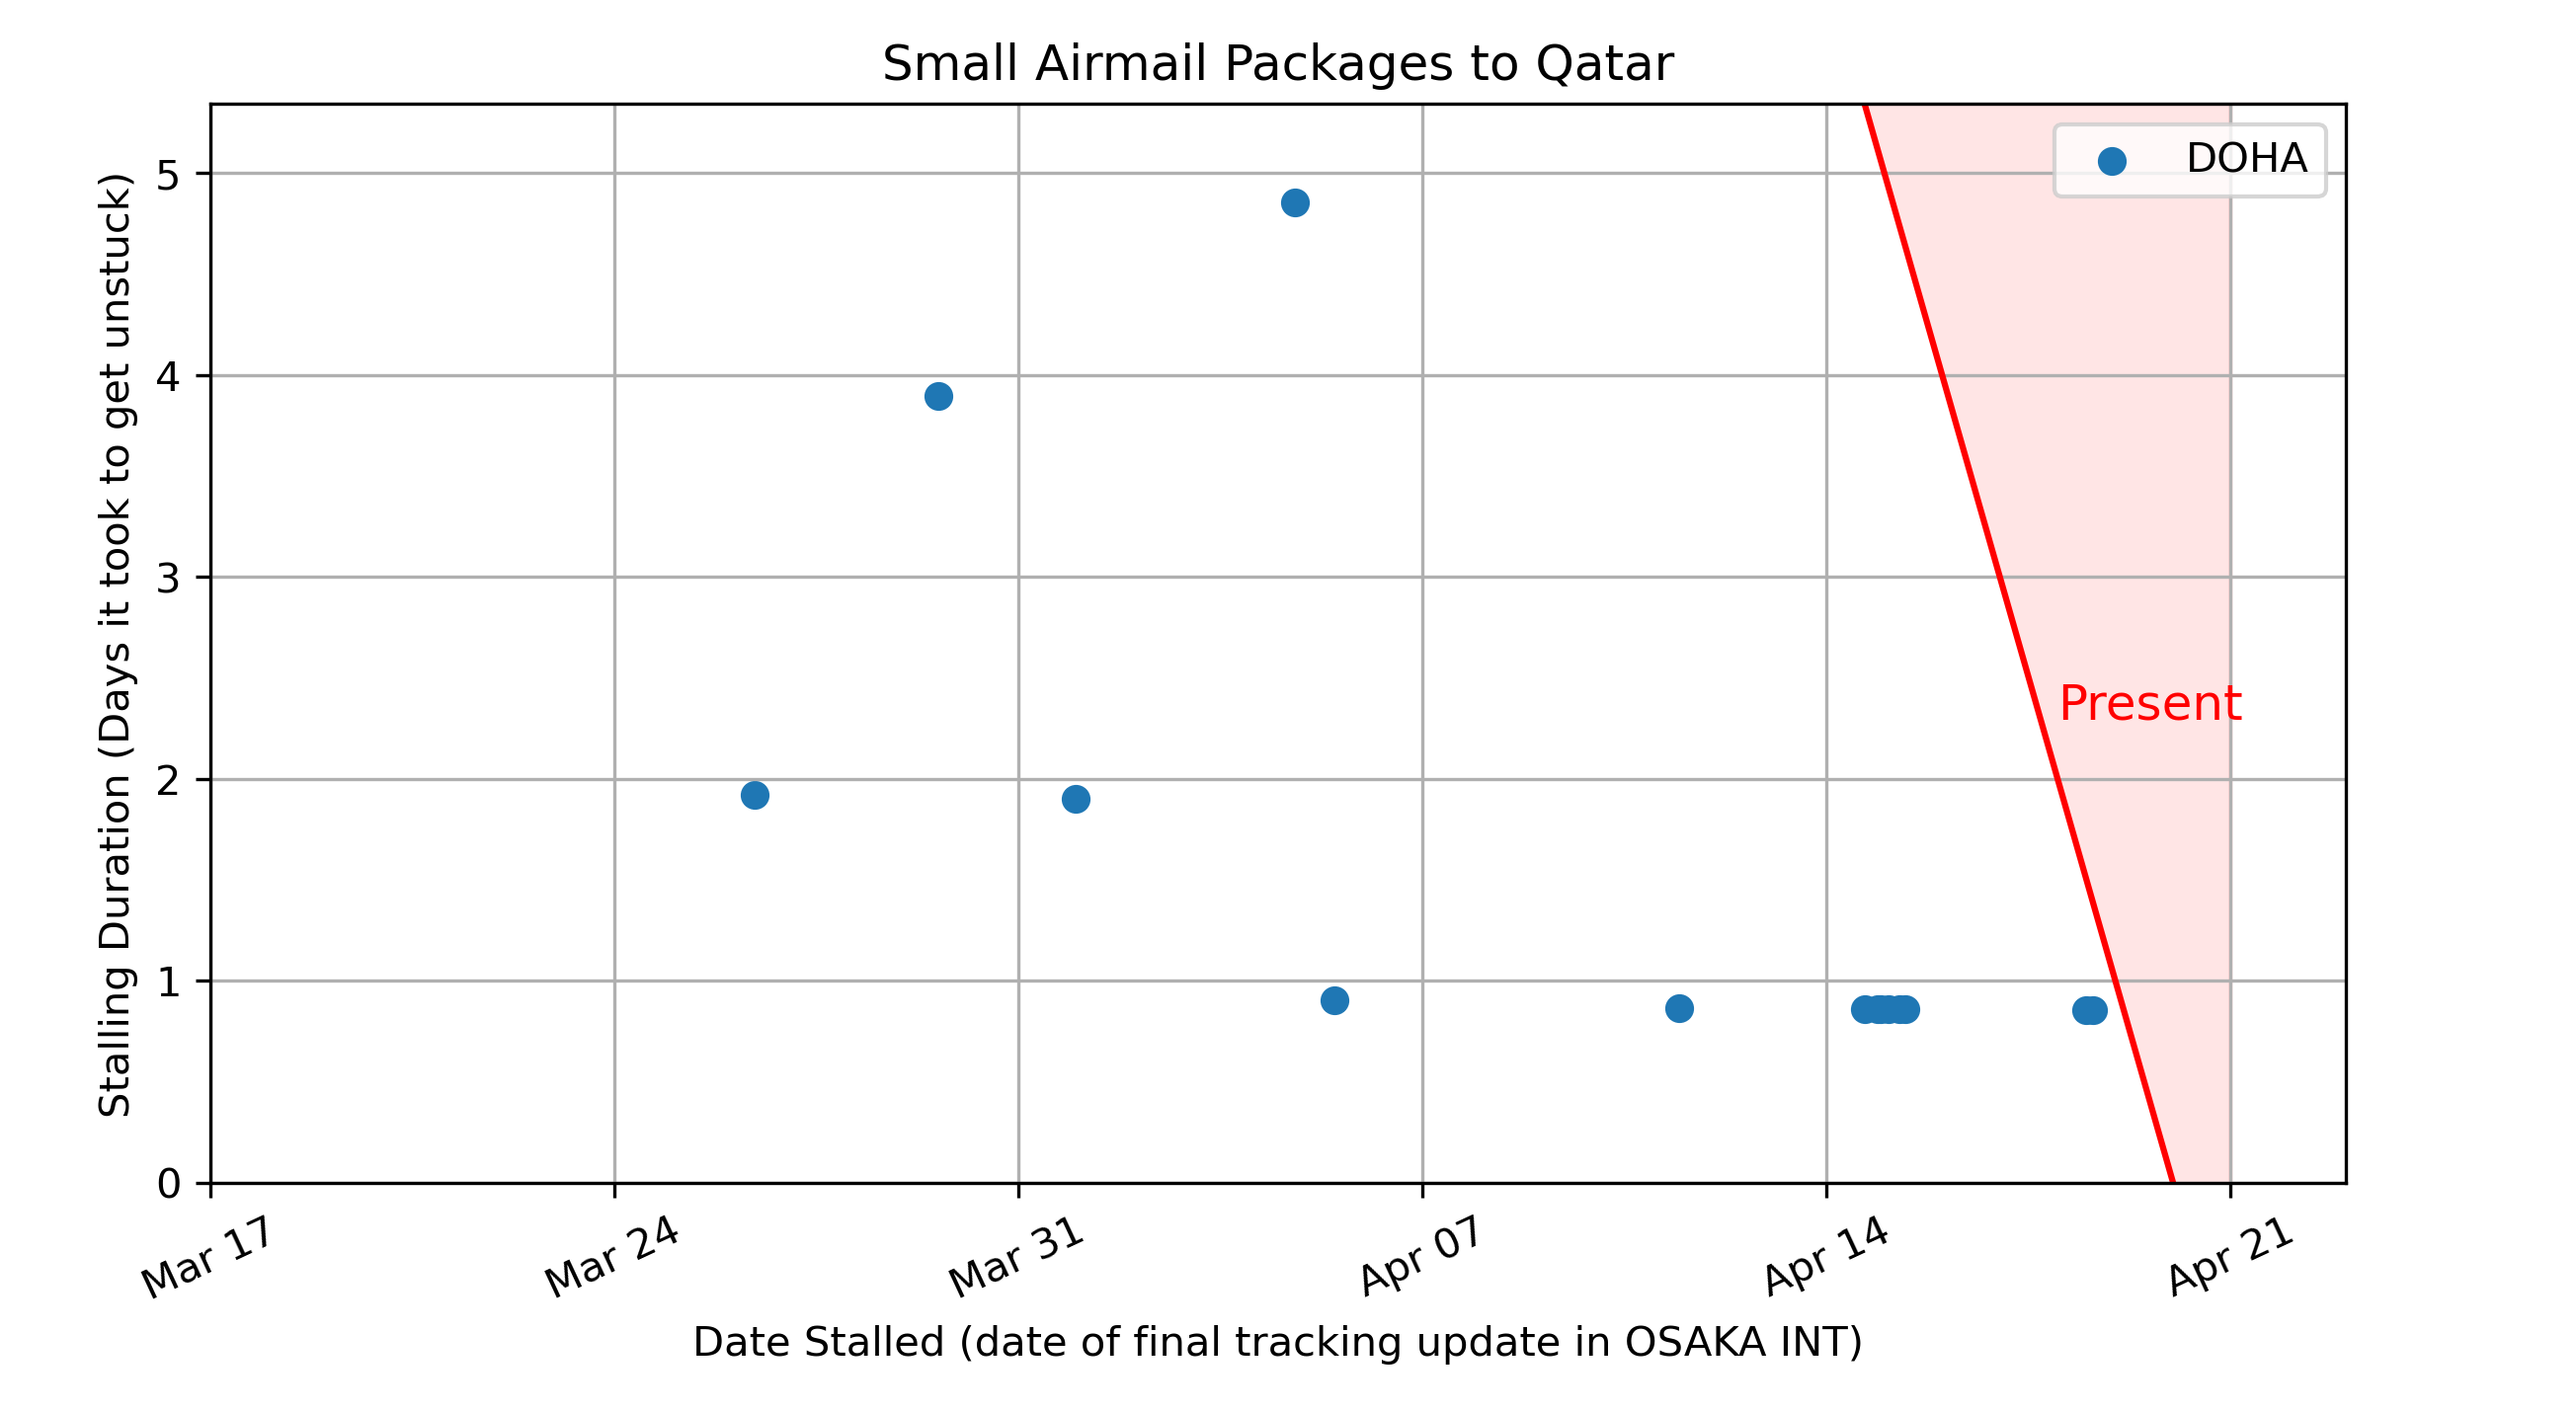 Small Airmail Packages to Qatar
DOHA
Present
Stalling Duration (Days it took to get unstuck)
5
4
3
2
1
0
Mar 17
Mar 24
Mar 31
Apr 07
Apr 14
Apr 21
Date Stalled (date of final tracking update in OSAKA INT)